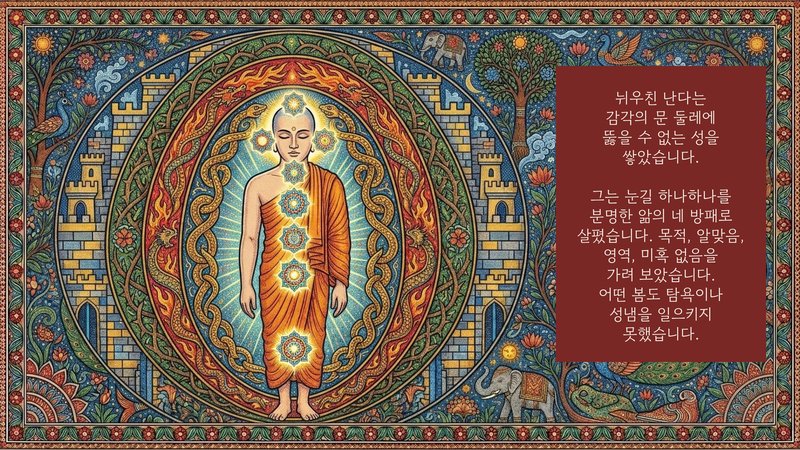 뉘우친 난다는
감각의 문 둘레에
뚫을 수 없는 성을
쌓았습니다.
그는 눈길 하나하나를
분명한 앎의 네 방패로
살폈습니다. 목적, 알맞음,
영역, 미혹 없음을
가려 보았습니다.
어떤 봄도 탐욕이나
성냄을 일으키지
못했습니다.